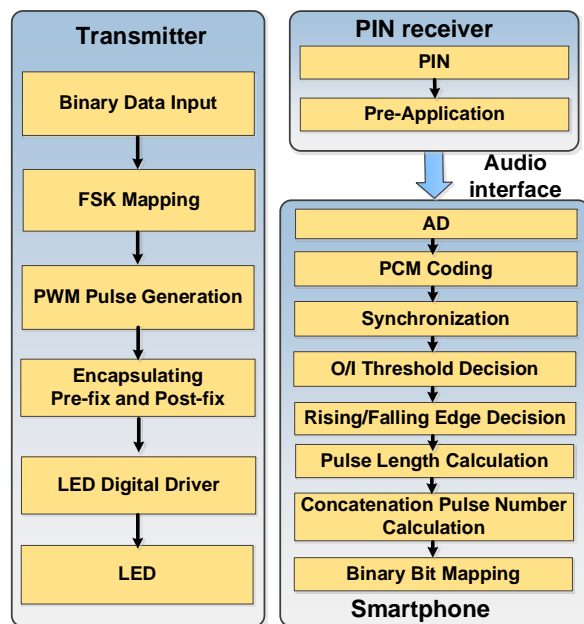 Transmitter
Binary Data Input
FSK Mapping
PWM Pulse Generation
Encapsulating
Pre-fix and Post-fix
LED Digital Driver
LED
PIN receiver
PIN
Pre-Application
Audio
interface
AD
PCM Coding
Synchronization
O/I Threshold Decision
Rising/Falling Edge Decision
Pulse Length Calculation
Concatenation Pulse Number
Calculation
Binary Bit Mapping
Smartphone